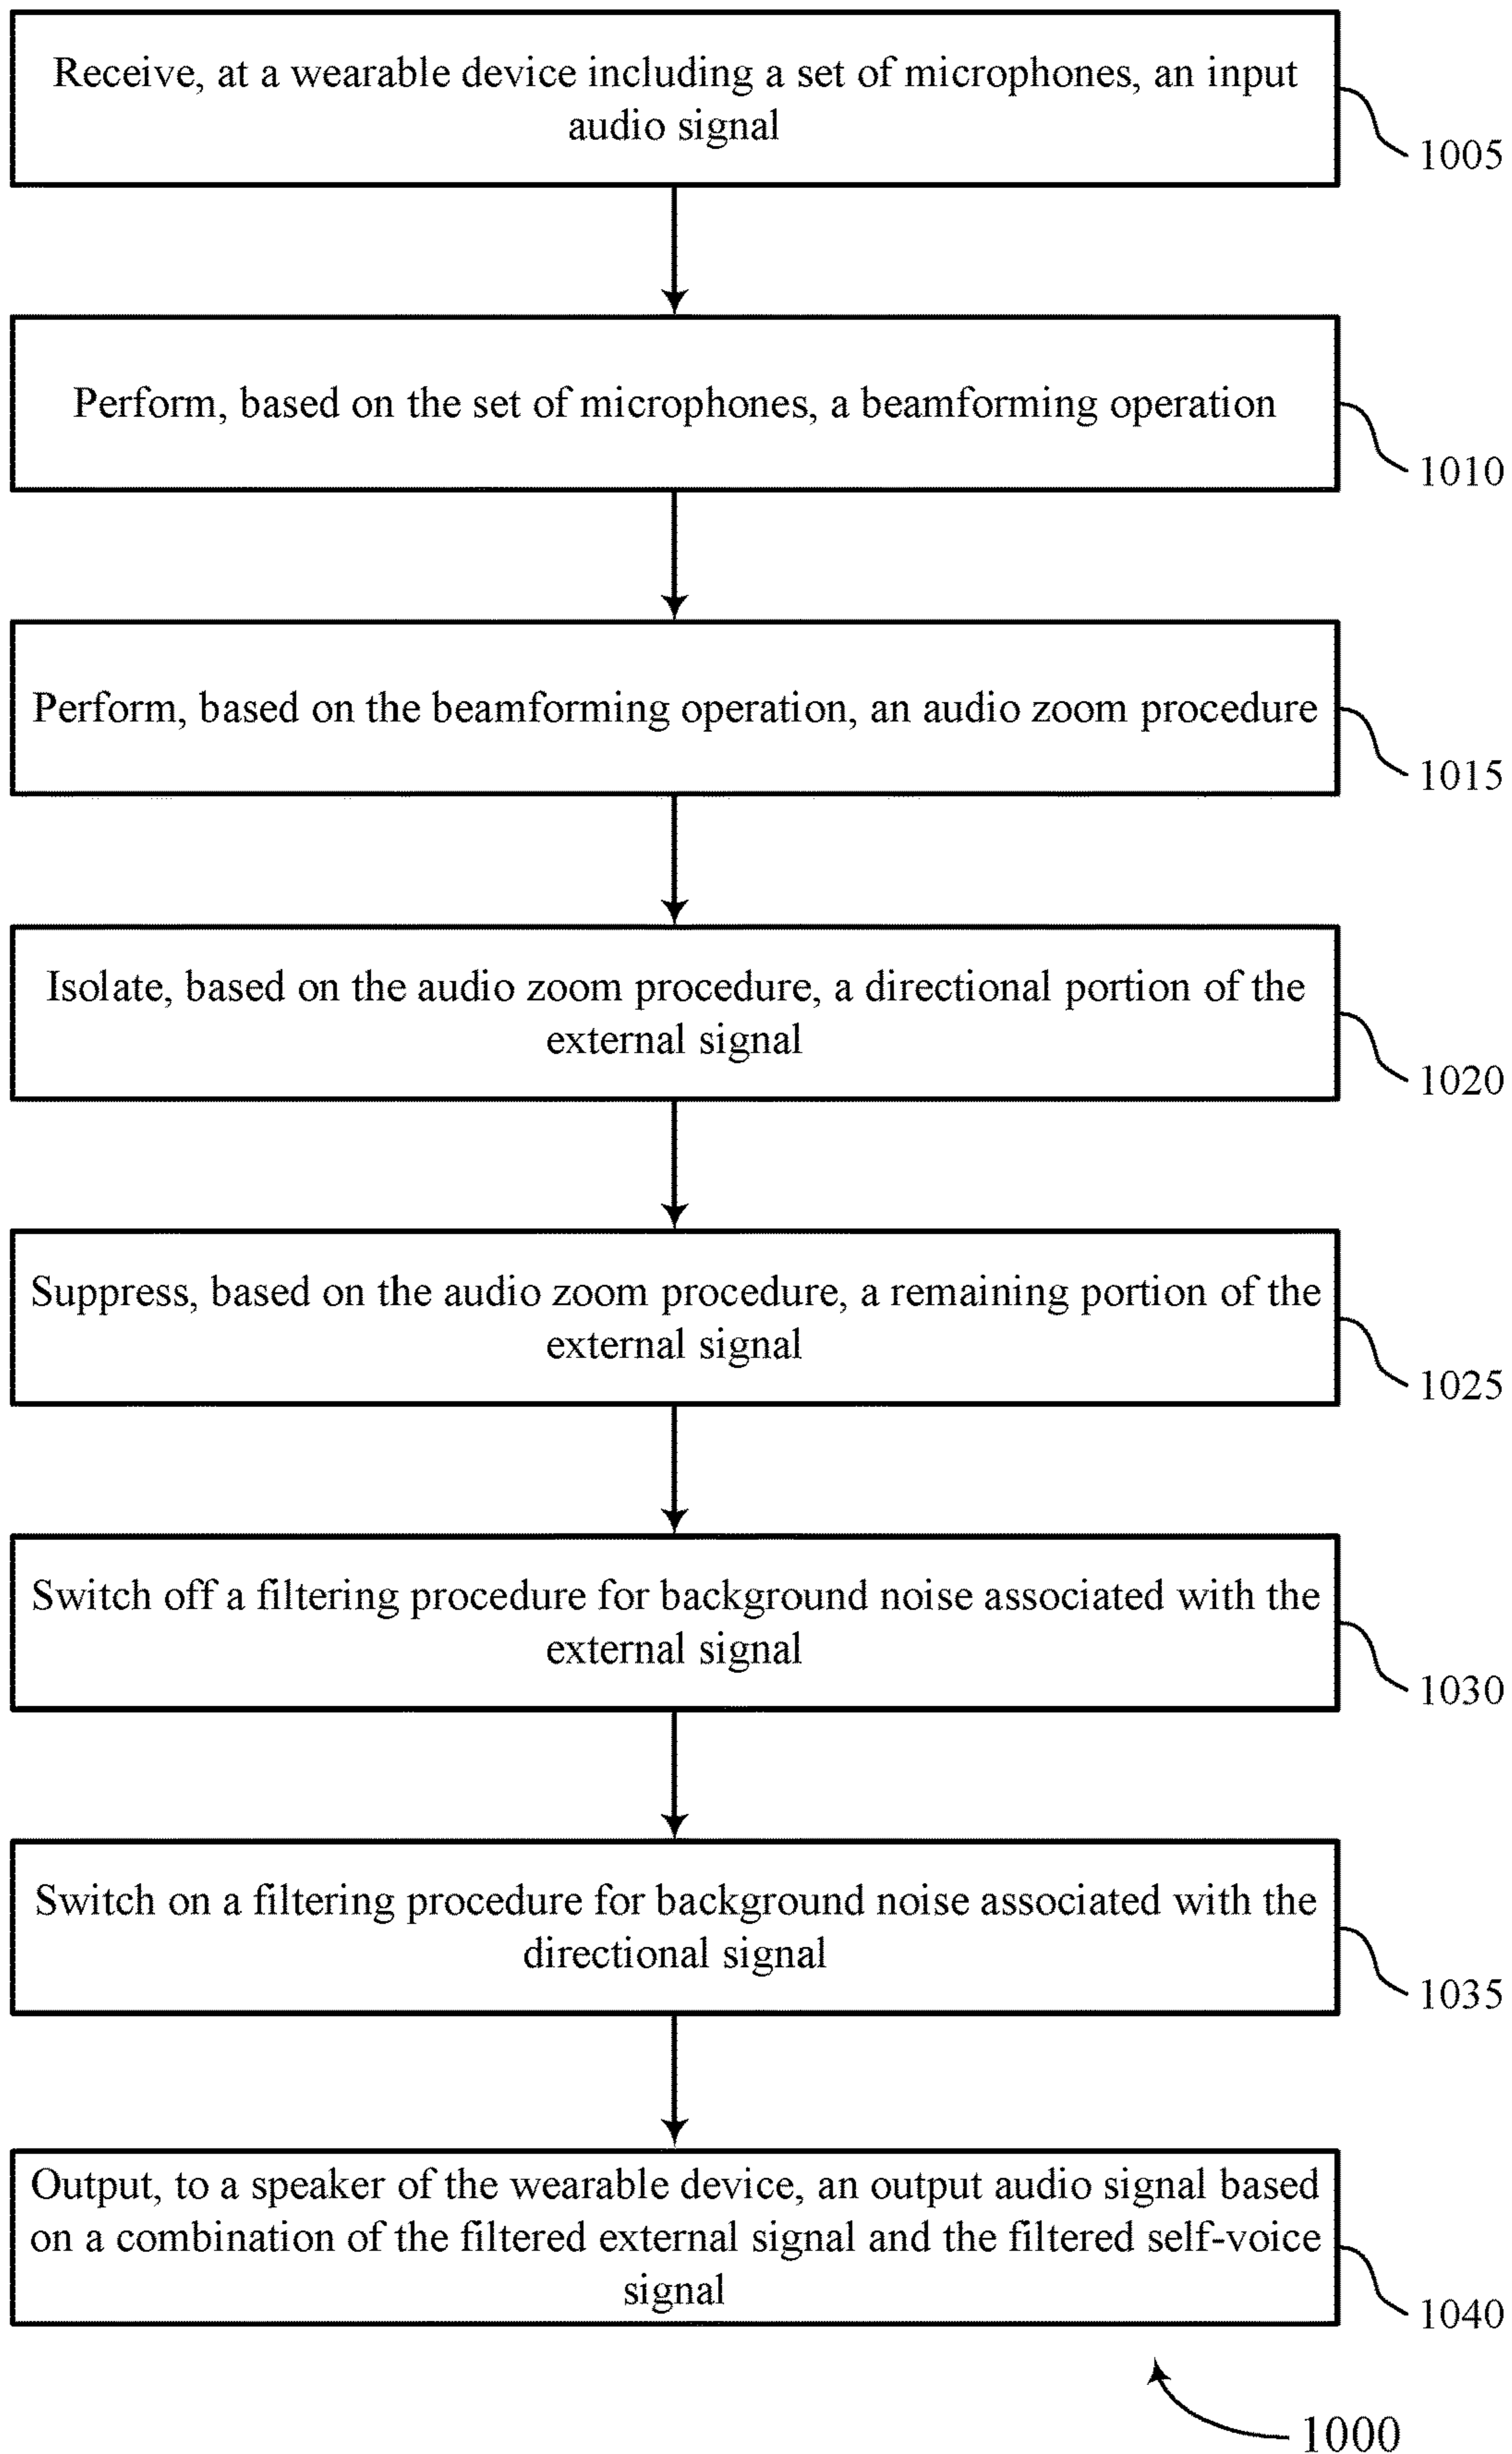 Receive, at a wearable device including a set of microphones, an input
audio signal
1005
Perform, based on the set of microphones, a beamforming operation
1010
Perform, based on the beamforming operation, an audio zoom procedure
1015
Isolate, based on the audio zoom procedure, a directional portion of the
external signal
1020
Suppress, based on the audio zoom procedure, a remaining portion of the
external signal
1025
Switch off a filtering procedure for background noise associated with the
external signal
1030
Switch on a filtering procedure for background noise associated with the
directional signal
1035
Output, to a speaker of the wearable device, an output audio signal based
on a combination of the filtered external signal and the filtered self-voice
signal
1040
1000